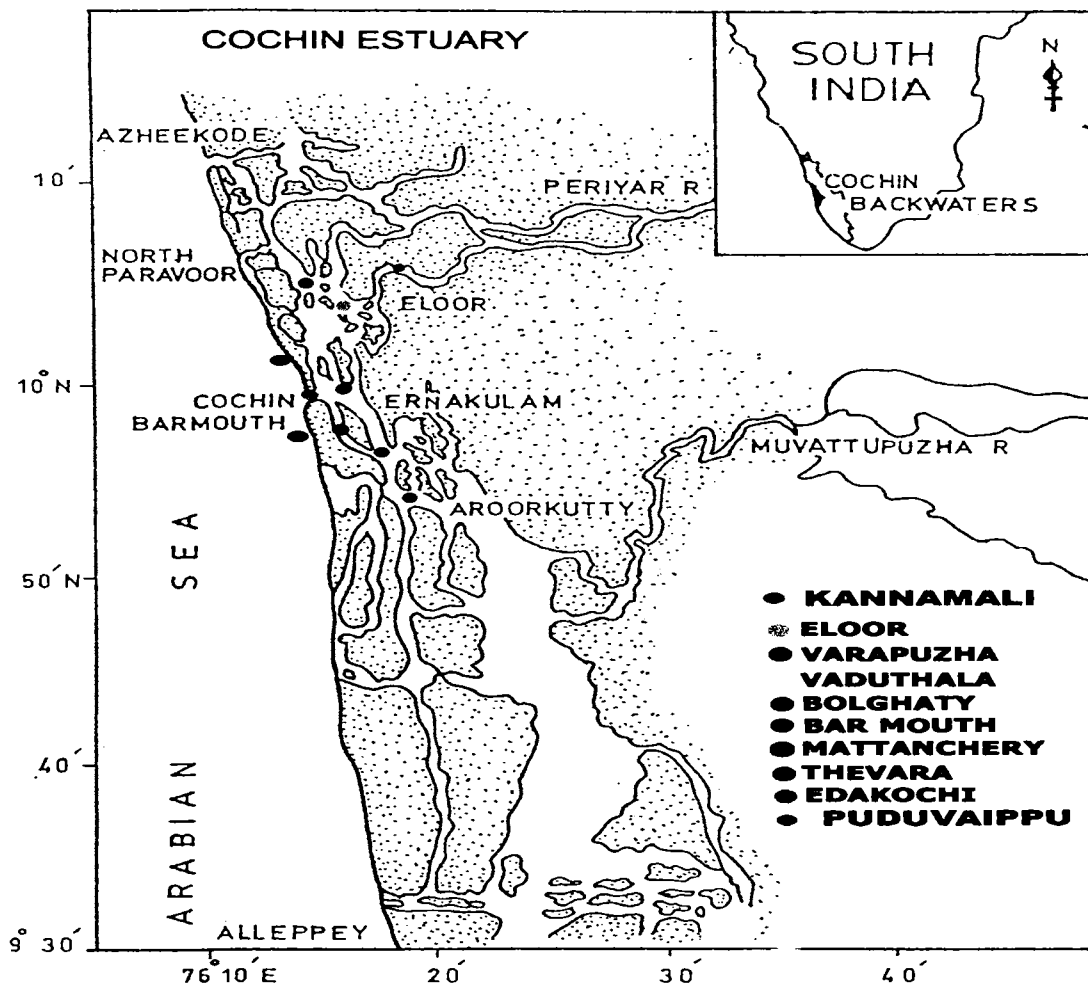 COCHIN ESTUARY
SOUTH
INDIA
N
COCHIN
BACKWATERS
AZHEEKODE
10′
PERIYAR R
NORTH
PARAVOOR
ELOOR
10° N
COCHIN
BARMOUTH
ERNAKULAM
MUVATTUPUZHA R
AROORKUTTY
50′ N
ARABIAN SEA
KANNAMALI
ELOOR
VARAPUZHA
VADUTHALA
BOLGHATY
BAR MOUTH
MATTANCHERY
THEVARA
EDAKOCHI
PUDUVAIPPU
40′
ALLEPPEY
9° 30′
76° 10′ E
20′
30′
40′